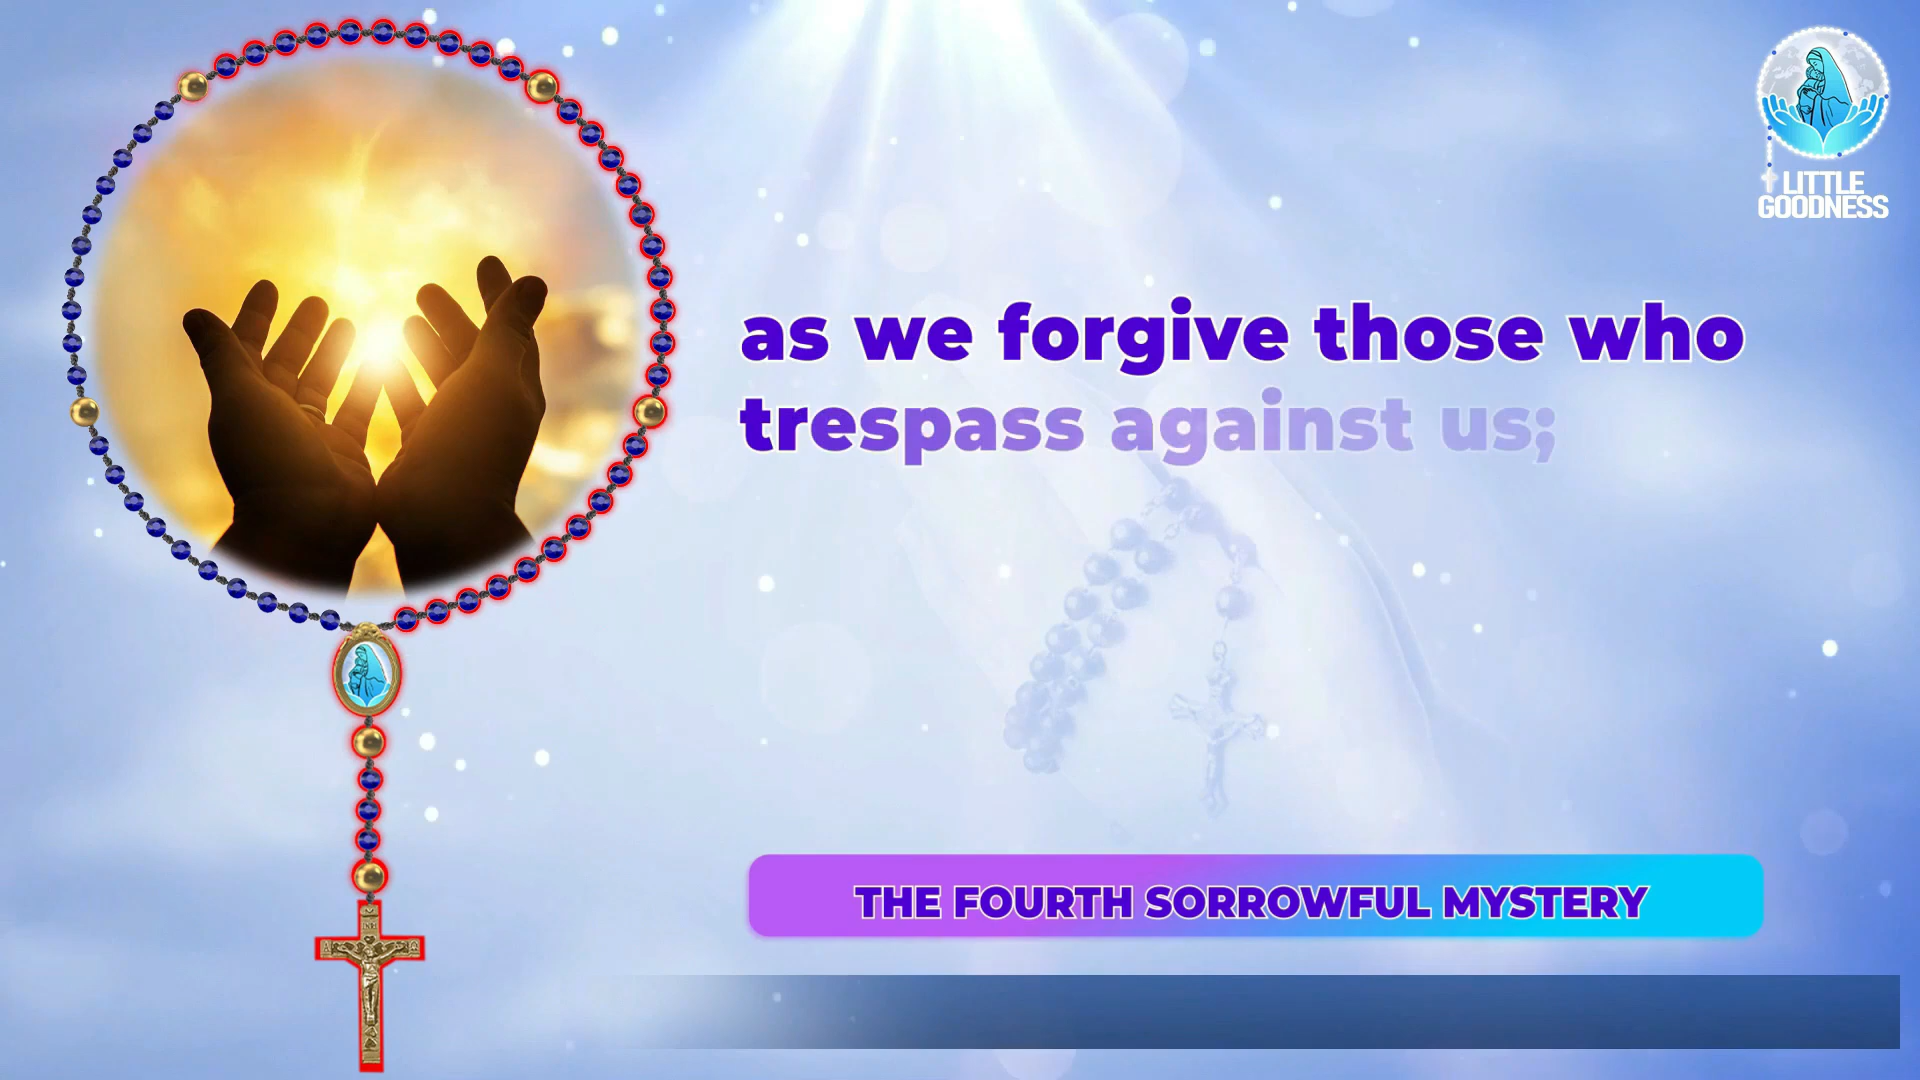 LITTLE
GOODNESS
as we forgive those who
trespass against us;
THE FOURTH SORROWFUL MYSTERY